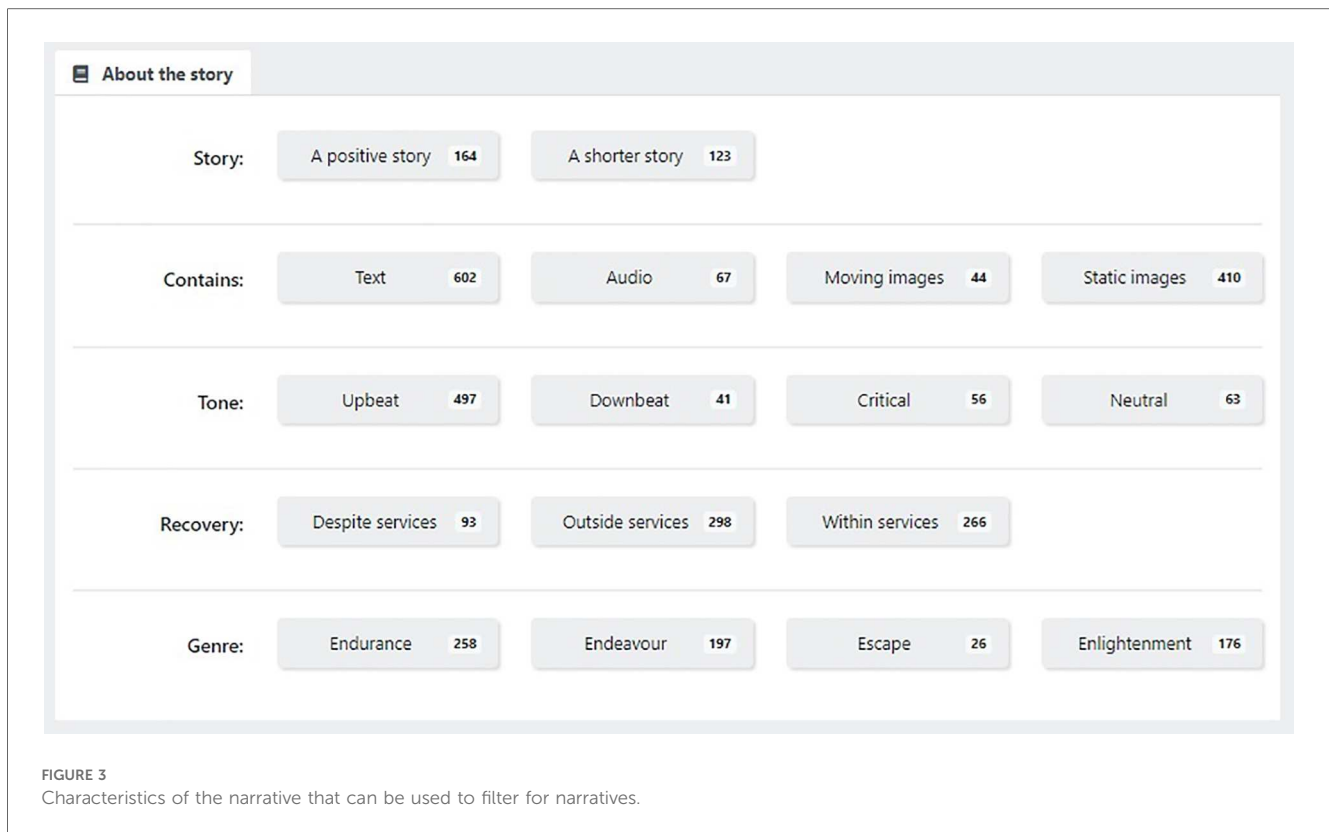 About the story
Story: A positive story 164 A shorter story 123
Contains: Text 602 Audio 67 Moving images 44 Static images 410
Tone: Upbeat 497 Downbeat 41 Critical 56 Neutral 63
Recovery: Despite services 93 Outside services 298 Within services 266
Genre: Endurance 258 Endeavour 197 Escape 26 Enlightenment 176
FIGURE 3
Characteristics of the narrative that can be used to filter for narratives.